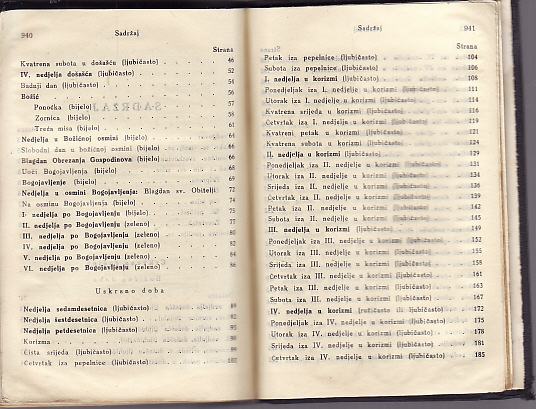 940 Sadržaj
Strana
Kvatrena subota u došašću (ljubičasto) 46
IV. nedjelja došašća (ljubičasto) 52
Badnji dan (ljubičasto) 54
Božić 56
Ponoćka (bijelo) 57
Zornica (bijelo) 58
Treća misa (bijelo) 61
Nedjelja u Božićnoj osmini (bijelo) 64
Slobodni dan u božićnoj osmini (bijelo) 66
Blagdan Obrezanja Gospodinova (bijelo) 66
Uoči Bogojavljenja (bijelo) 68
Bogojavljenje (bijelo) 69
Nedjelja u osmini Bogojavljenja: Blagdan sv. Obitelji 72
Na osminu Bogojavljenja (bijelo) 74
I. nedjelja po Bogojavljenju (bijelo) 75
II. nedjelja po Bogojavljenju (zeleno) 77
III. nedjelja po Bogojavljenju (zeleno) 80
IV. nedjelja po Bogojavljenju (zeleno) 82
V. nedjelja po Bogojavljenju (zeleno) 84
VI. nedjelja po Bogojavljenju (zeleno) 86
Uskrsno doba
Nedjelja sedamdesetnica (ljubičasto) 89
Nedjelja šestdesetnica (ljubičasto) 92
Nedjelja petdesetnica (ljubičasto) 95
Korizma 98
Čista srijeda (ljubičasto)
Četvrtak iza pepelnice (ljubičasto) 102
Sadržaj 941
Strana
Petak iza pepelnice (ljubičasto) 104
Subota iza pepelnice (ljubičasto) 106
I. nedjelja u korizmi (ljubičasto) 108
Ponedjeljak iza I. nedjelje u korizmi (ljubičasto) 111
Utorak iza I. nedjelje u korizmi (ljubičasto) 114
Kvatrena srijeda u korizmi (ljubičasto) 116
Četvrtak iza I. nedjelje u korizmi (ljubičasto) 119
Kvatreni petak u korizmi (ljubičasto) 121
Kvatrena subota u korizmi (ljubičasto) 124
II. nedjelja u korizmi (ljubičasto) 129
Ponedjeljak iza II. nedjelje u korizmi (ljubičasto) 131
Utorak iza II. nedjelje u korizmi (ljubičasto) 134
Srijeda iza II. nedjelje u korizmi (ljubičasto) 136
Četvrtak iza II. nedjelje u korizmi (ljubičasto) 139
Petak iza II. nedjelje u korizmi (ljubičasto) 142
Subota iza II. nedjelje u korizmi (ljubičasto) 145
III. nedjelja u korizmi (ljubičasto) 149
Ponedjeljak iza III. nedjelje u korizmi (ljubičasto) 152
Utorak iza III. nedjelje u korizmi (ljubičasto) 155
Srijeda iza III. nedjelje u korizmi (ljubičasto) 158
Četvrtak iza III. nedjelje u korizmi (ljubičasto) 161
Petak iza III. nedjelje u korizmi (ljubičasto) 163
Subota iza III. nedjelje u korizmi (ljubičasto) 167
IV. nedjelja u korizmi (ružičasto ili ljubičasto) 172
Ponedjeljak iza IV. nedjelje u korizmi (ljubičasto) 175
Utorak iza IV. nedjelje u korizmi (ljubičasto) 178
Srijeda iza IV. nedjelje u korizmi (ljubičasto) 181
Četvrtak iza IV. nedjelje u korizmi (ljubičasto) 185